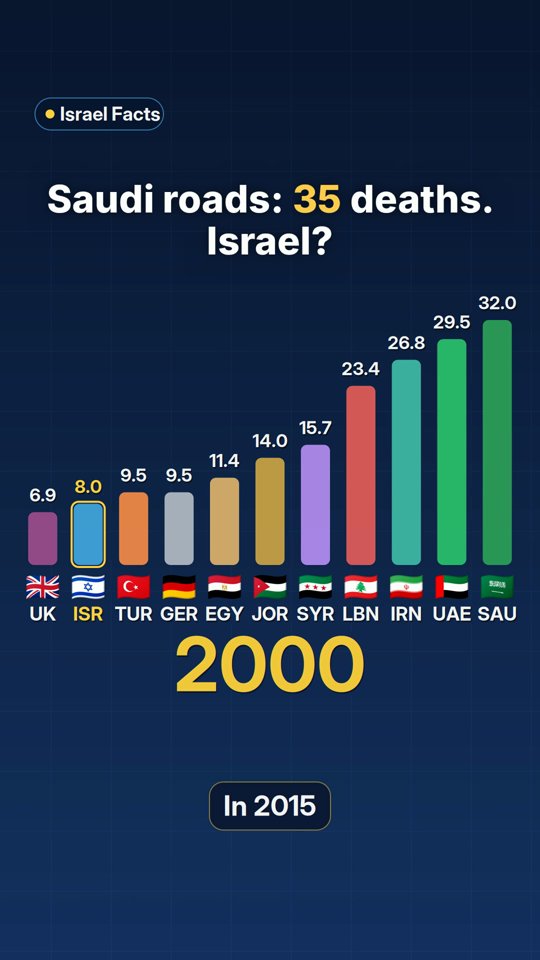 Israel Facts
Saudi roads: 35 deaths.
Israel?
6.9 8.0 9.5 9.5 11.4 14.0 15.7 23.4 26.8 29.5 32.0
UK ISR TUR GER EGY JOR SYR LBN IRN UAE SAU
2000
In 2015